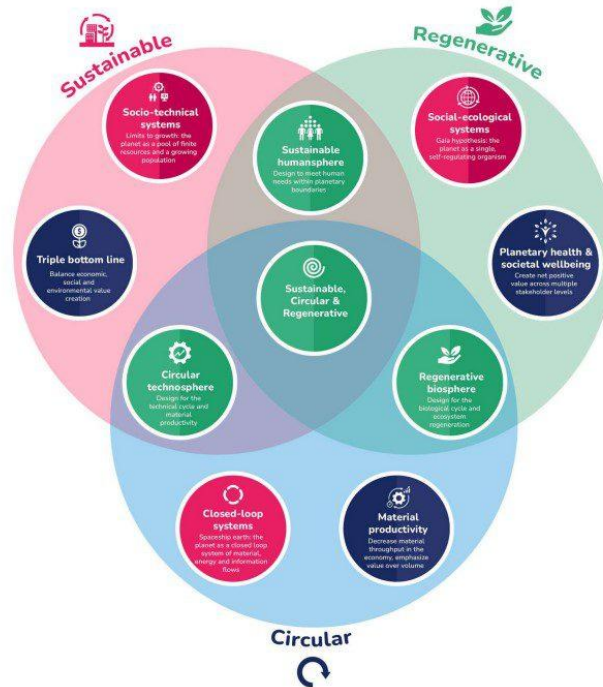 Sustainable
Regenerative
Socio-technical
systems
Limits to growth: the
planet as a pool of finite
resources and a growing
population
Sustainable
humansphere
Design to meet human
needs within planetary
boundaries
Social-ecological
systems
Gaia hypothesis: the
planet as a single,
self-regulating organism
Triple bottom line
Balance economic,
social and
environmental value
creation
Sustainable,
Circular &
Regenerative
Planetary health &
societal wellbeing
Create net positive
value across multiple
stakeholder levels
Circular
technosphere
Design for the
technical cycle and
material
productivity
Regenerative
biosphere
Design for the
biological cycle and
ecosystem
regeneration
Closed-loop
systems
Spaceship earth: the
planet as a closed loop
system of material,
energy and information
flows
Material
productivity
Decrease material
throughput in the
economy, emphasize
value over volume
Circular